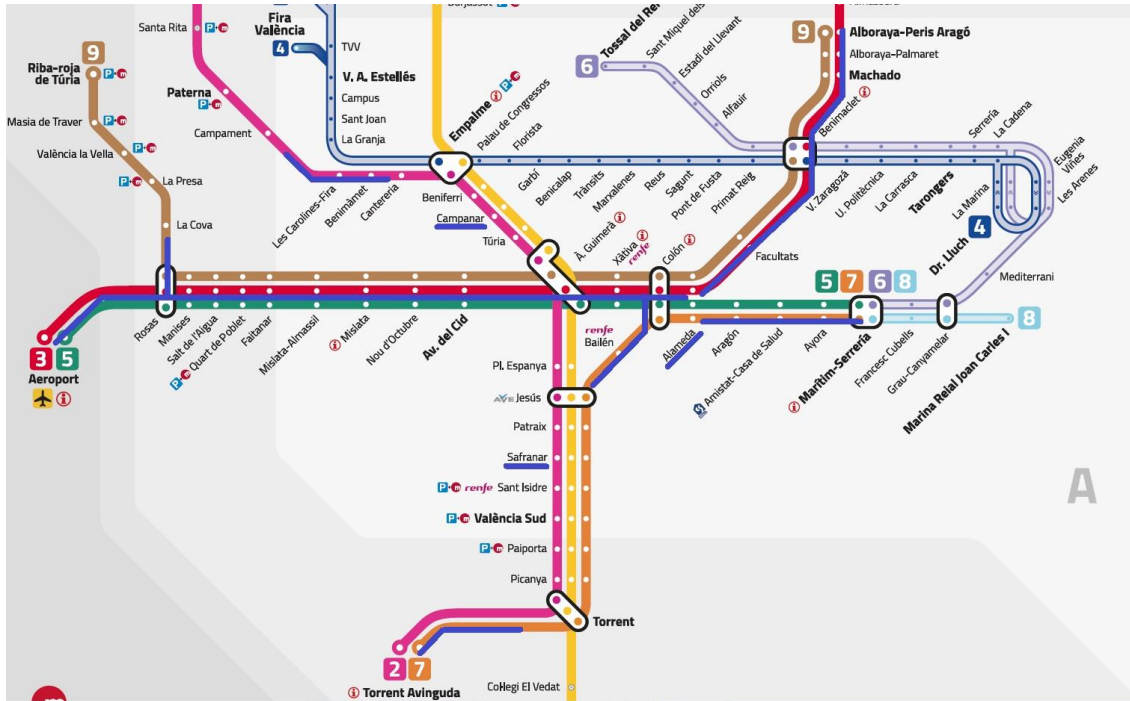 Santa Rita
Fira
València
4
TVV
V. A. Estellés
Campus
Sant Joan
La Granja
9
Riba-roja
de Túria
Masia de Traver
València la Vella
La Presa
La Cova
Paterna
Campament
Les Carolines-Fira
Benimàmet
Cantereria
Beniferri
Campanar
Túria
Empalme
Palau de Congressos
Florista
Garbí
Benicalap
Trànsits
Marxalenes
Reus
Sagunt
Pont de Fusta
Primat Reig
6
Sant Miquel dels
Estadi del Llevant
Orriols
Alfauir
9
Alboraya-Peris Aragó
Alboraya-Palmaret
Machado
Benimaclet
V. Zaragozà
U. Politècnica
La Carrasca
Tarongers
Serrería
La Cadena
Eugenia
Viñes
Les Arenes
La Marina
Dr. Lluch
4
Mediterrani
Facultats
À. Guimerà
Xàtiva
renfe
Colón
Rosas
Manises
Salt de l'Aigua
Quart de Poblet
Faitanar
Mislata-Almassil
Mislata
Nou d'Octubre
Av. del Cid
3 5
Aeroport
renfe
Bailén
Alameda
Aragón
Amistat-Casa de Salud
Ayora
5 7 6 8
Marítim-Serrería
Francesc Cubells
Grau-Canyamelar
Marina Reial Joan Carles I
8
Pl. Espanya
AVE Jesús
Patraix
Safranar
renfe Sant Isidre
València Sud
Paiporta
Picanya
Torrent
2 7
Torrent Avinguda
Col·legi El Vedat
A